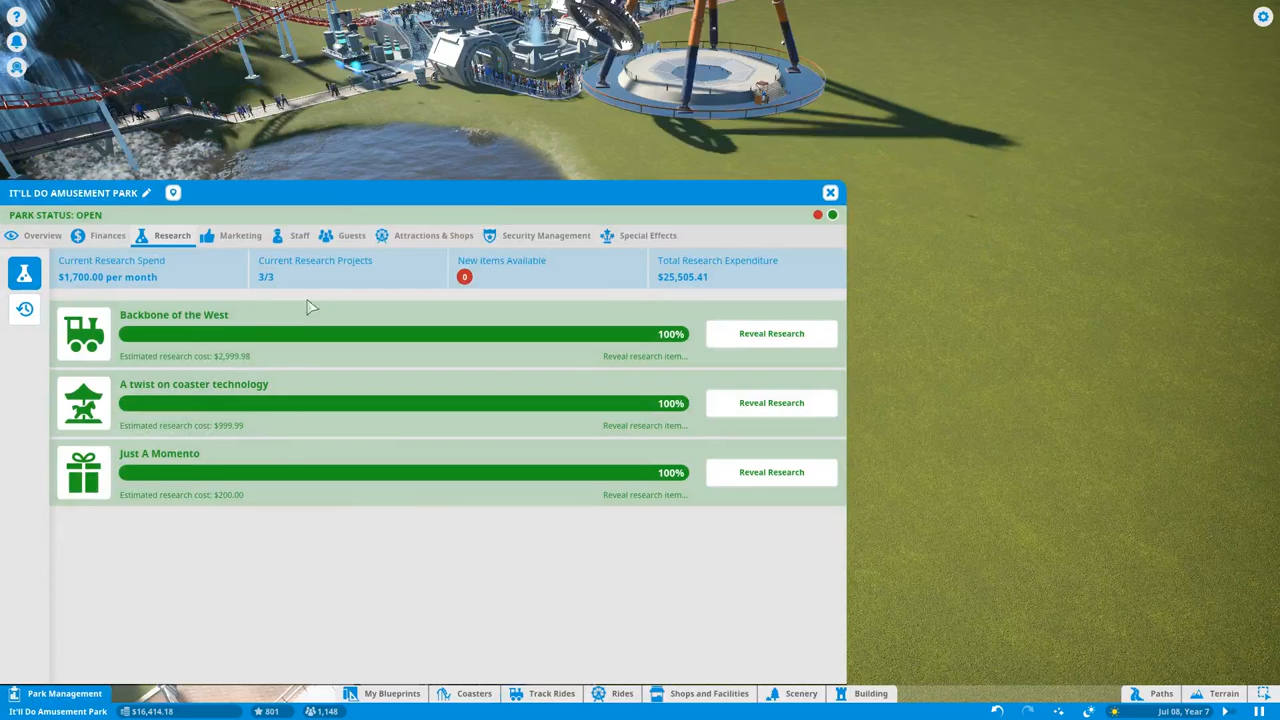 IT'LL DO AMUSEMENT PARK
PARK STATUS: OPEN
Overview Finances Research Marketing Staff Guests Attractions & Shops Security Management Special Effects
Current Research Spend Current Research Projects New items Available Total Research Expenditure
$1,700.00 per month 3/3 0 $25,505.41
Backbone of the West
100% Reveal Research
Estimated research cost: $2,999.98 Reveal research item...
A twist on coaster technology
100% Reveal Research
Estimated research cost: $999.99 Reveal research item...
Just A Momento
100% Reveal Research
Estimated research cost: $200.00 Reveal research item...
Park Management My Blueprints Coasters Track Rides Rides Shops and Facilities Scenery Building Paths Terrain
It'll Do Amusement Park $16,414.18 801 1,148 Jul 08, Year 7